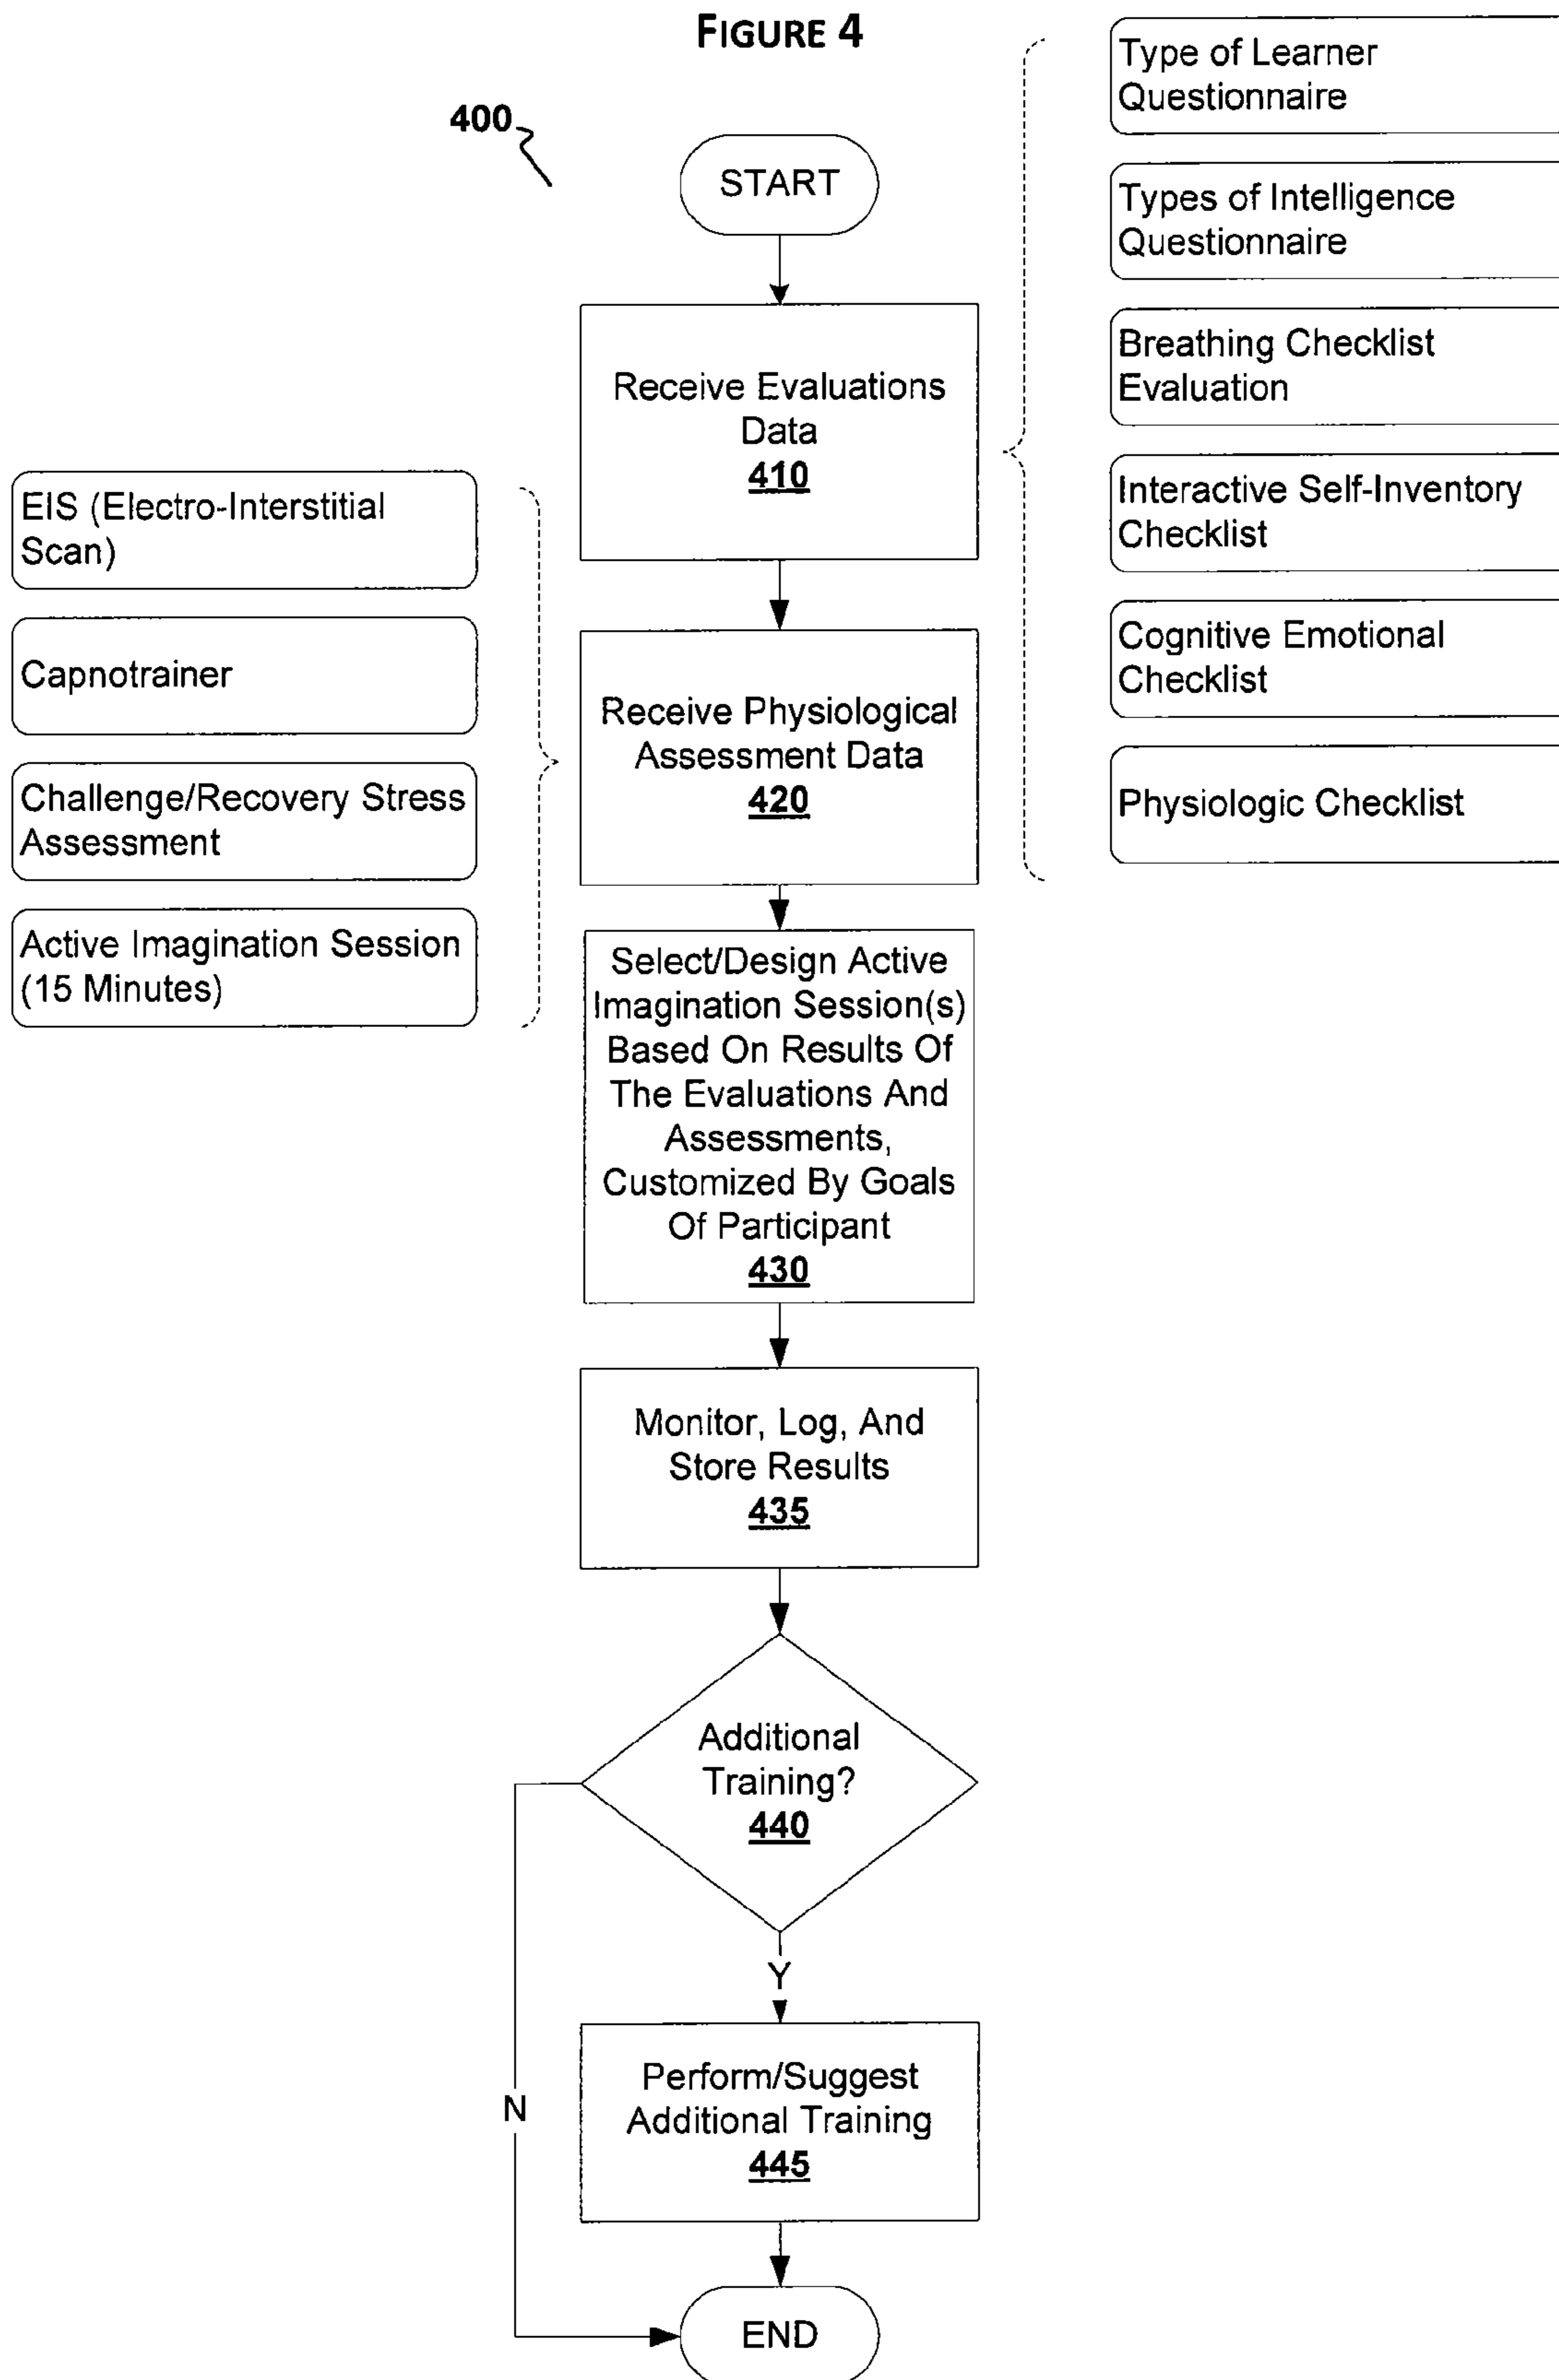 FIGURE 4
400
START
Receive Evaluations
Data
410
Type of Learner
Questionnaire
Types of Intelligence
Questionnaire
Breathing Checklist
Evaluation
Interactive Self-Inventory
Checklist
Cognitive Emotional
Checklist
Physiologic Checklist
EIS (Electro-Interstitial
Scan)
Capnotrainer
Challenge/Recovery Stress
Assessment
Active Imagination Session
(15 Minutes)
Receive Physiological
Assessment Data
420
Select/Design Active
Imagination Session(s)
Based On Results Of
The Evaluations And
Assessments,
Customized By Goals
Of Participant
430
Monitor, Log, And
Store Results
435
Additional
Training?
440
Y
N
Perform/Suggest
Additional Training
445
END